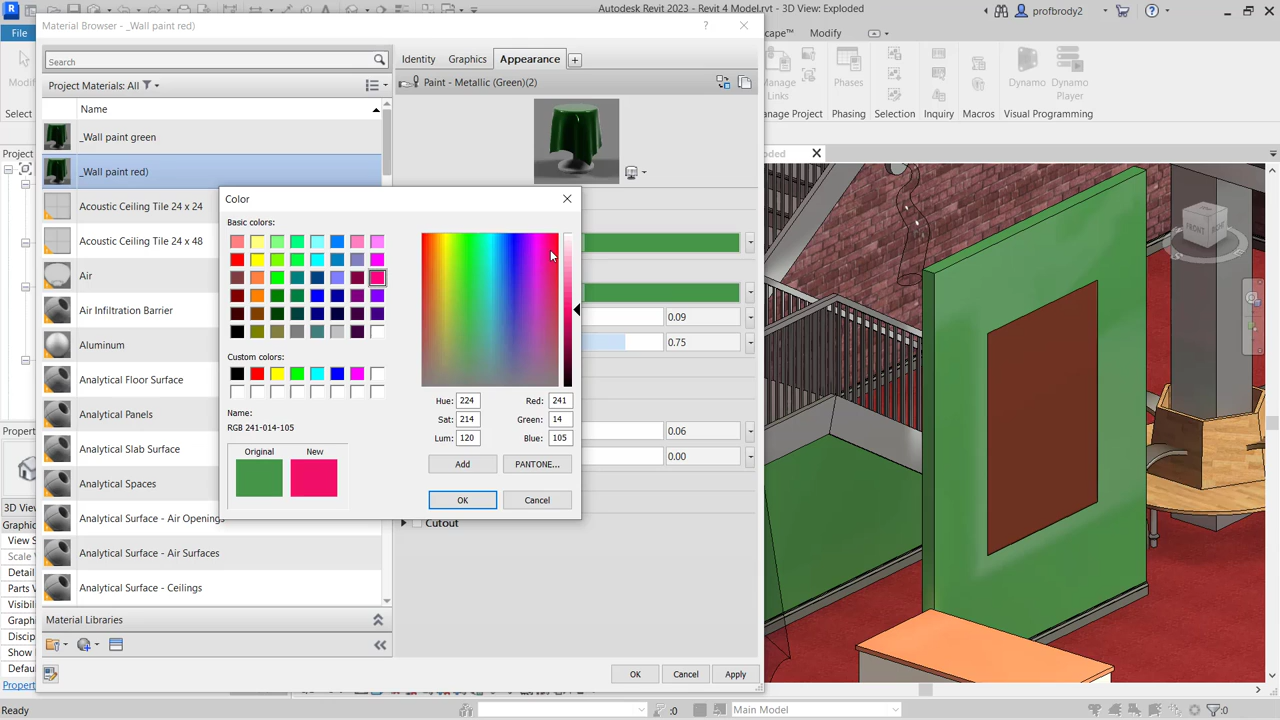 Autodesk Revit 2023 - Revit 4 Model.rvt - 3D View: Exploded
profbrody2
File
Material Browser - _Wall paint red)
?
Modify
Search
Identity
Graphics
Appearance
Project Materials: All
Paint - Metallic (Green)(2)
Name
Phases
Dynamo
Dynamo
Player
Links
Select
Manage Project
Phasing
Selection
Inquiry
Macros
Visual Programming
_Wall paint green
_Wall paint red)
Acoustic Ceiling Tile 24 x 24
Acoustic Ceiling Tile 24 x 48
Air
Air Infiltration Barrier
Aluminum
Analytical Floor Surface
Analytical Panels
Analytical Slab Surface
Analytical Spaces
Analytical Surface - Air Openings
Analytical Surface - Air Surfaces
Analytical Surface - Ceilings
Color
Basic colors:
Custom colors:
Name:
RGB 241-014-105
Original
New
Hue: 224
Red: 241
Sat: 214
Green: 14
Lum: 120
Blue: 105
Add
PANTONE...
OK
Cancel
0.09
0.75
0.06
0.00
Cutout
Material Libraries
OK
Cancel
Apply
FRONT
3D View
Ready
:0
Main Model
:0